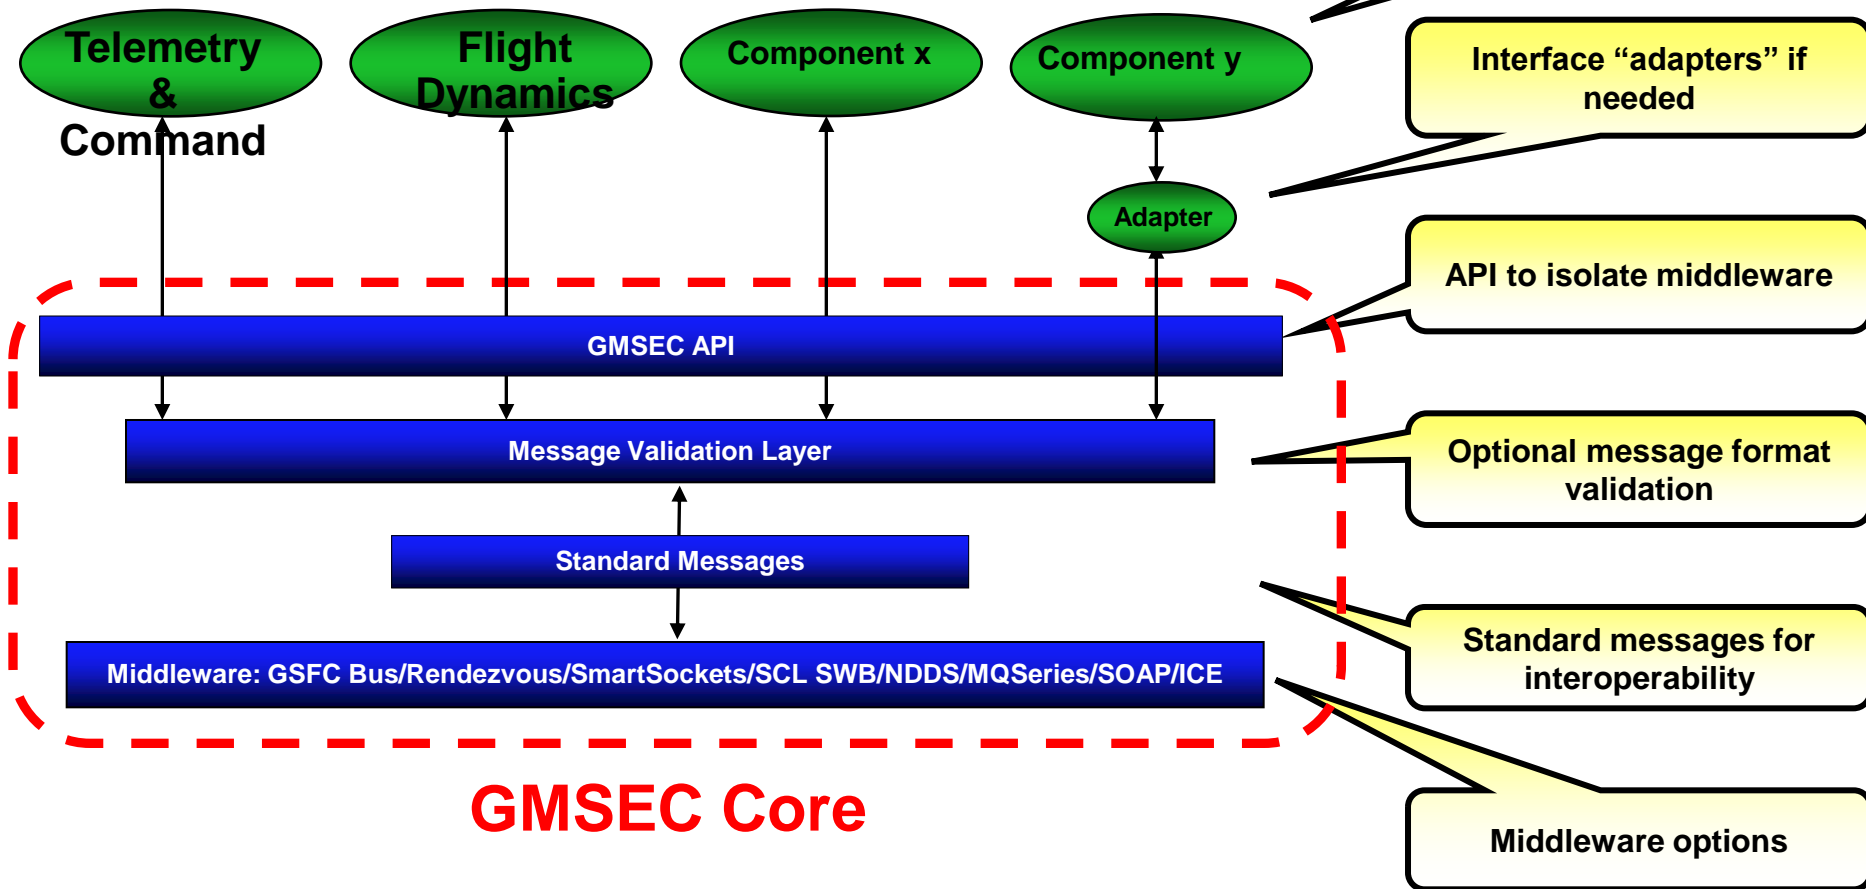 Telemetry
&
Command
Flight
Dynamics
Component x
Component y
Interface “adapters” if
needed
Adapter
API to isolate middleware
GMSEC API
Message Validation Layer
Optional message format
validation
Standard Messages
Standard messages for
interoperability
Middleware: GSFC Bus/Rendezvous/SmartSockets/SCL SWB/NDDS/MQSeries/SOAP/ICE
GMSEC Core
Middleware options